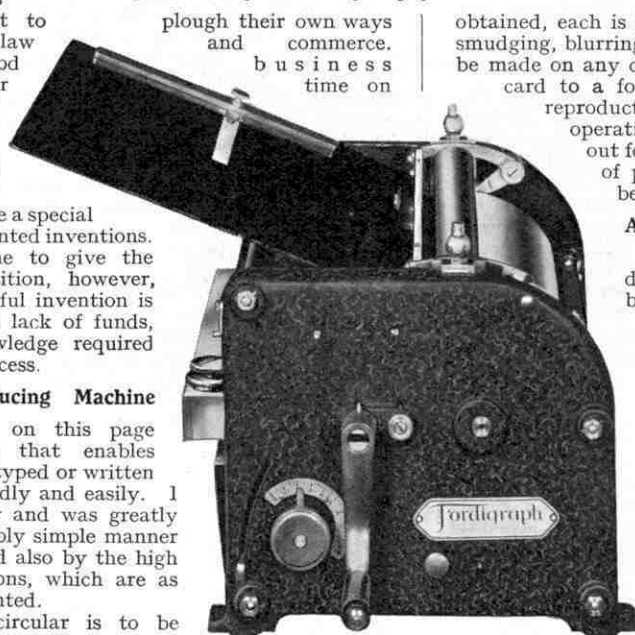 t to
law
od
r
e a special
nted inventions.
ne to give the
ition, however,
ful invention is
lack of funds,
wledge required
cess.
ucing Machine
on this page
that enables
typed or written
dly and easily. I
y and was greatly
bly simple manner
d also by the high
ons, which are as
nted.
circular is to be
plough their own ways
and commerce.
business
time on
obtained, each is
smudging, blurring
be made on any
card to a fo
reproduct
operati
out fo
of p
be
A
d
b
Fordigraph